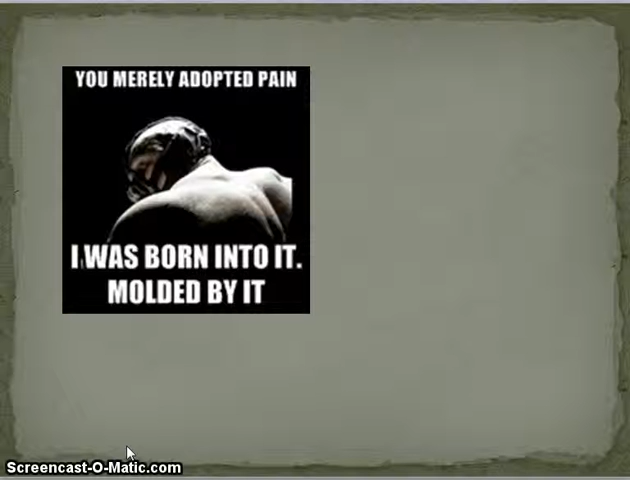 YOU MERELY ADOPTED PAIN
I WAS BORN INTO IT.
MOLDED BY IT
Screencast-O-Matic.com